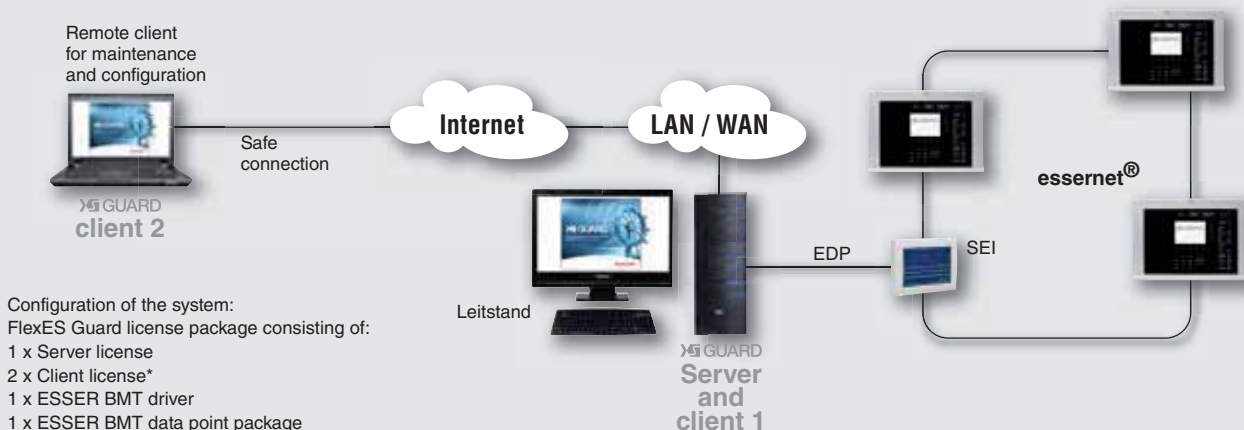 Remote client
for maintenance
and configuration
Safe
connection
Internet
LAN / WAN
GUARD
client 2
Leitstand
EDP
SEI
essernet®
GUARD
Server
and
client 1
Configuration of the system:
FlexES Guard license package consisting of:
1 x Server license
2 x Client license*
1 x ESSER BMT driver
1 x ESSER BMT data point package